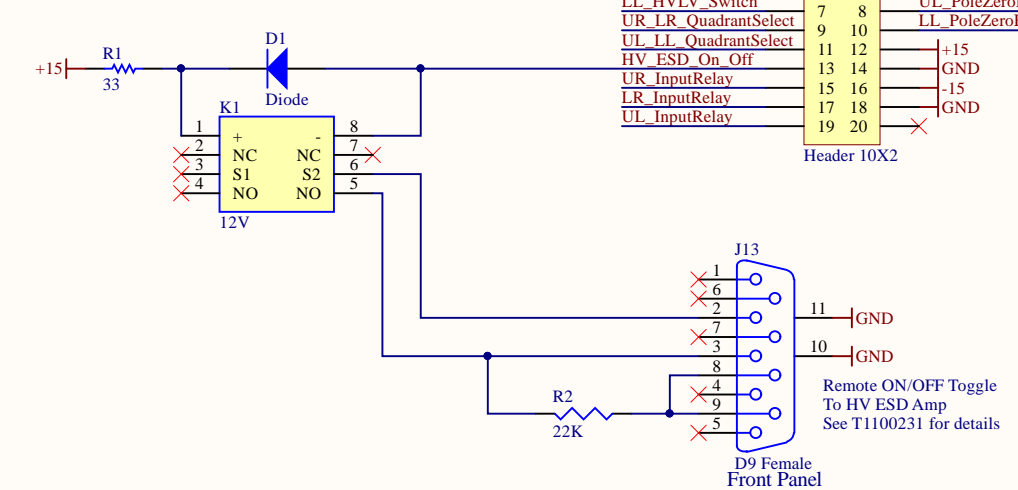 LL_HVLV_Switch 7 8
UR_LR_QuadrantSelect 9 10
UL_LL_QuadrantSelect 11 12 +15
HV_ESD_On_Off 13 14 GND
UR_InputRelay 15 16 -15
LR_InputRelay 17 18 GND
UL_InputRelay 19 20
Header 10X2
+15
R1
33
D1
Diode
K1
1 + - 8
2 NC NC 7
3 S1 S2 6
4 NO NO 5
12V
J13
1
6
2 11 GND
7
3 10 GND
8
4
9
5
R2
22K
Remote ON/OFF Toggle
To HV ESD Amp
See T1100231 for details
D9 Female
Front Panel